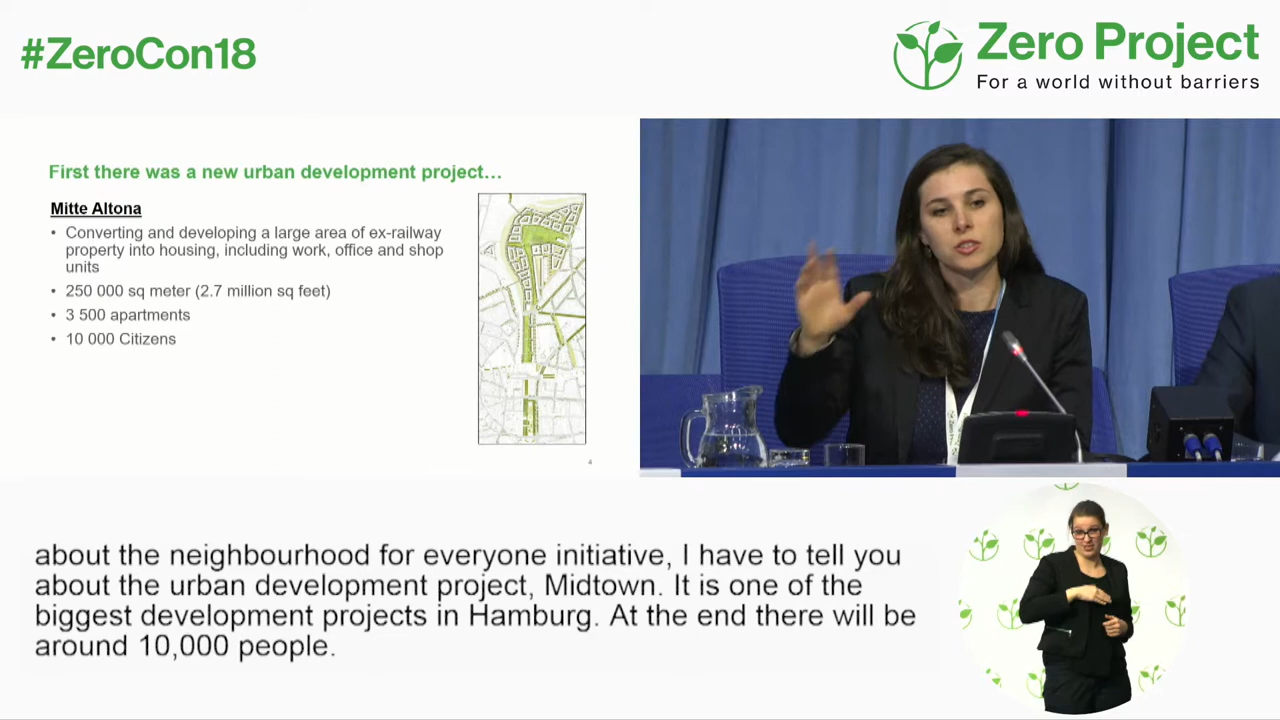 #ZeroCon18
Zero Project
For a world without barriers
First there was a new urban development project…
Mitte Altona
• Converting and developing a large area of ex-railway
property into housing, including work, office and shop
units
• 250 000 sq meter (2.7 million sq feet)
• 3 500 apartments
• 10 000 Citizens
4
about the neighbourhood for everyone initiative, I have to tell you
about the urban development project, Midtown. It is one of the
biggest development projects in Hamburg. At the end there will be
around 10,000 people.